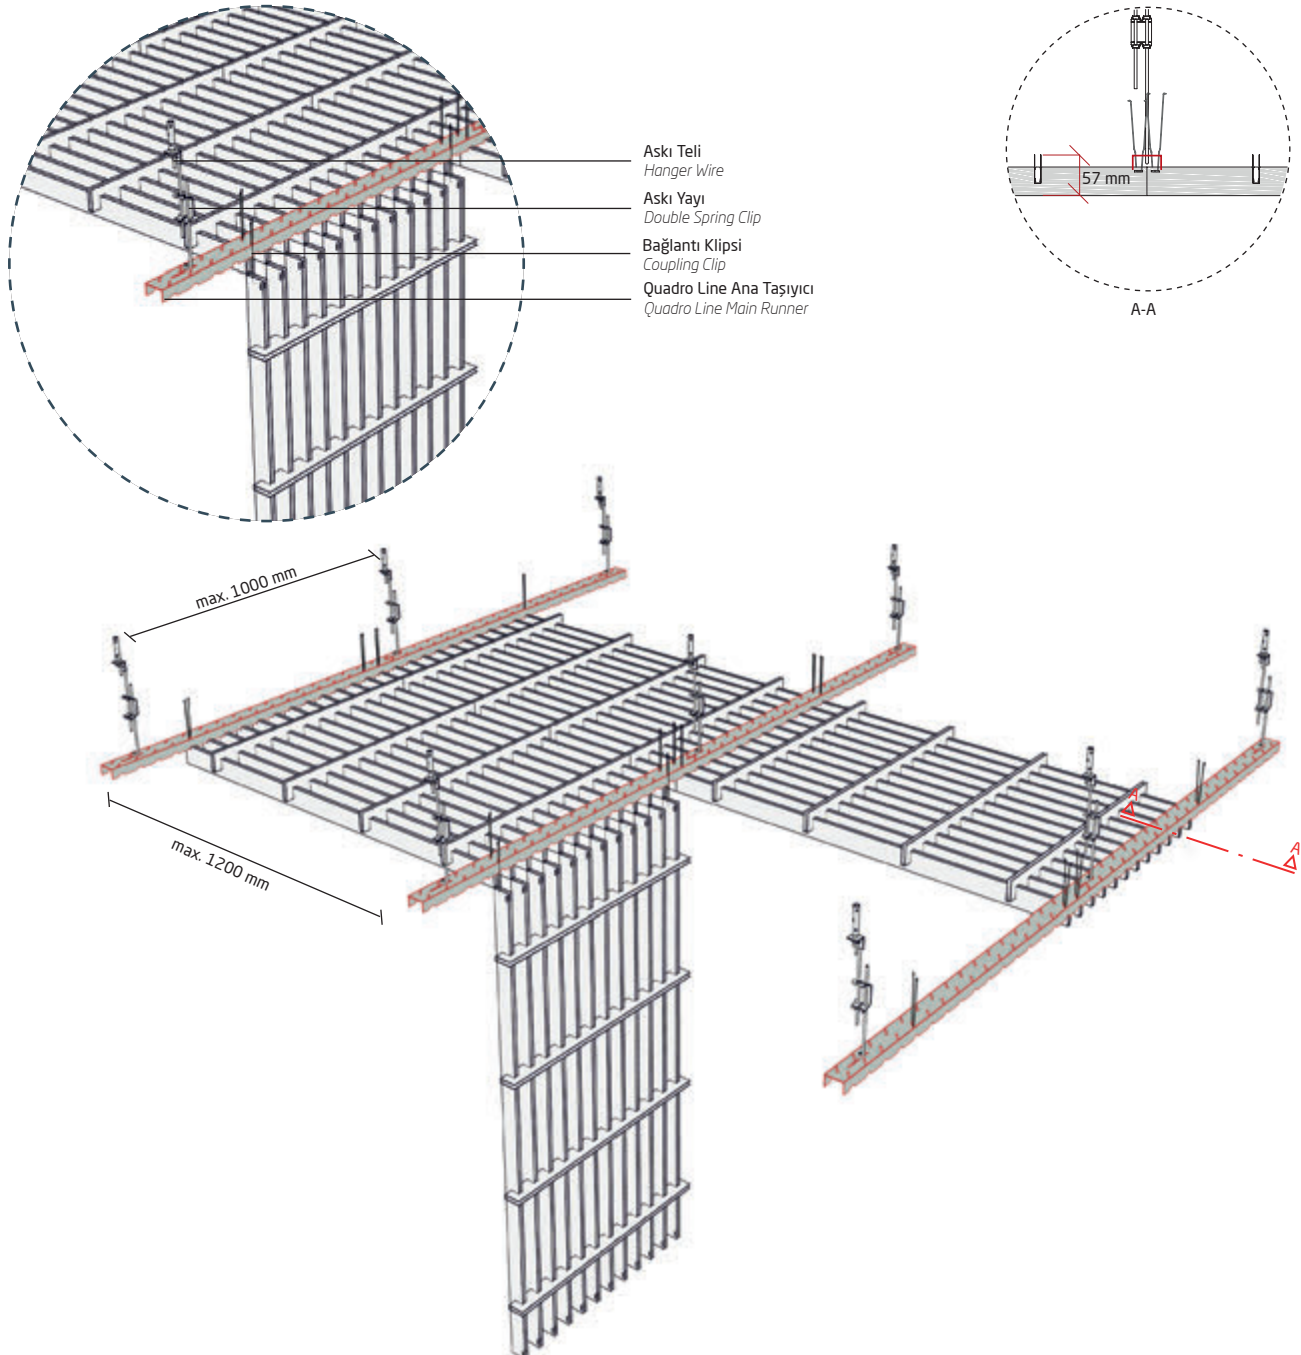 Askı Teli
Hanger Wire
Askı Yayı
Double Spring Clip
Bağlantı Klipsi
Coupling Clip
Quadro Line Ana Taşıyıcı
Quadro Line Main Runner
57 mm
A-A
max. 1000 mm
max. 1200 mm
A
A